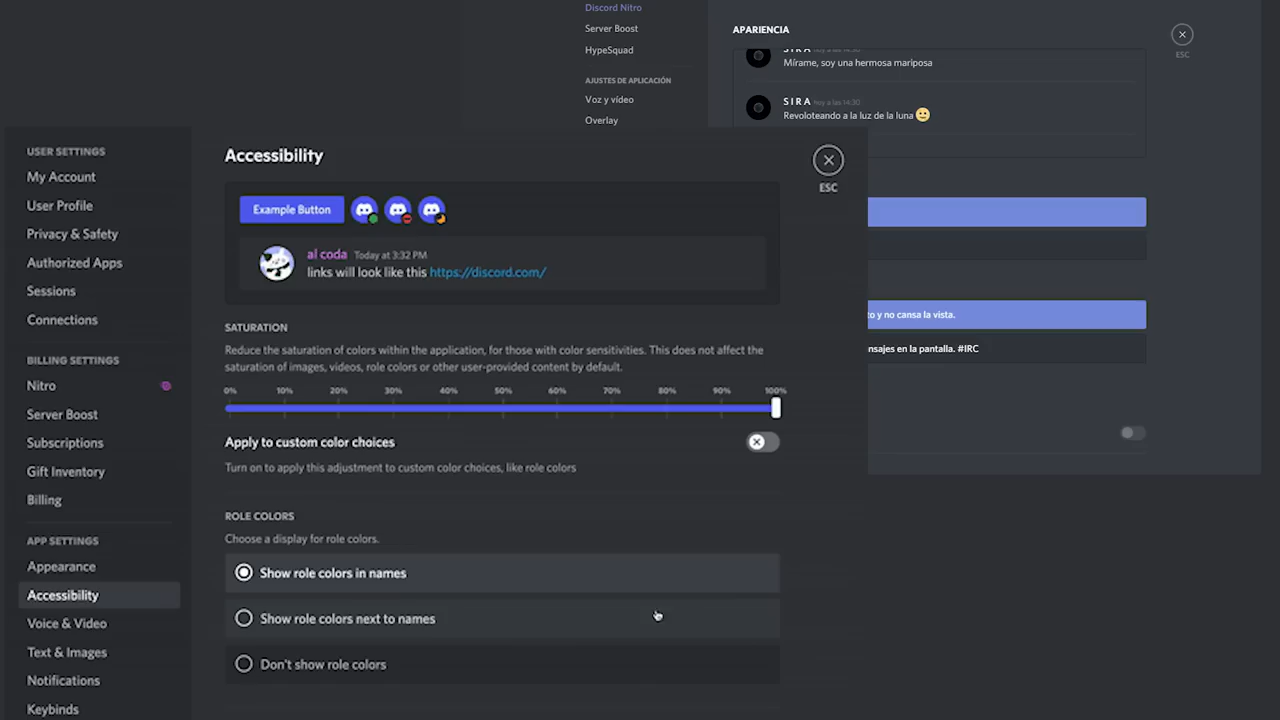 Discord Nitro
Server Boost
HypeSquad
AJUSTES DE APLICACIÓN
Voz y vídeo
Overlay
APARIENCIA
ESC
S I R A Hoy a las 14:30
Mírame, soy una hermosa mariposa
S I R A Hoy a las 14:30
Revoloteando a la luz de la luna
to y no cansa la vista.
nsajes en la pantalla. #IRC
USER SETTINGS
My Account
User Profile
Privacy & Safety
Authorized Apps
Sessions
Connections
BILLING SETTINGS
Nitro
Server Boost
Subscriptions
Gift Inventory
Billing
APP SETTINGS
Appearance
Accessibility
Voice & Video
Text & Images
Notifications
Keybinds
Accessibility
ESC
Example Button
al coda Today at 3:32 PM
links will look like this https://discord.com/
SATURATION
Reduce the saturation of colors within the application, for those with color sensitivities. This does not affect the
saturation of images, videos, role colors or other user-provided content by default.
0% 10% 20% 30% 40% 50% 60% 70% 80% 90% 100%
Apply to custom color choices
Turn on to apply this adjustment to custom color choices, like role colors
ROLE COLORS
Choose a display for role colors.
Show role colors in names
Show role colors next to names
Don't show role colors